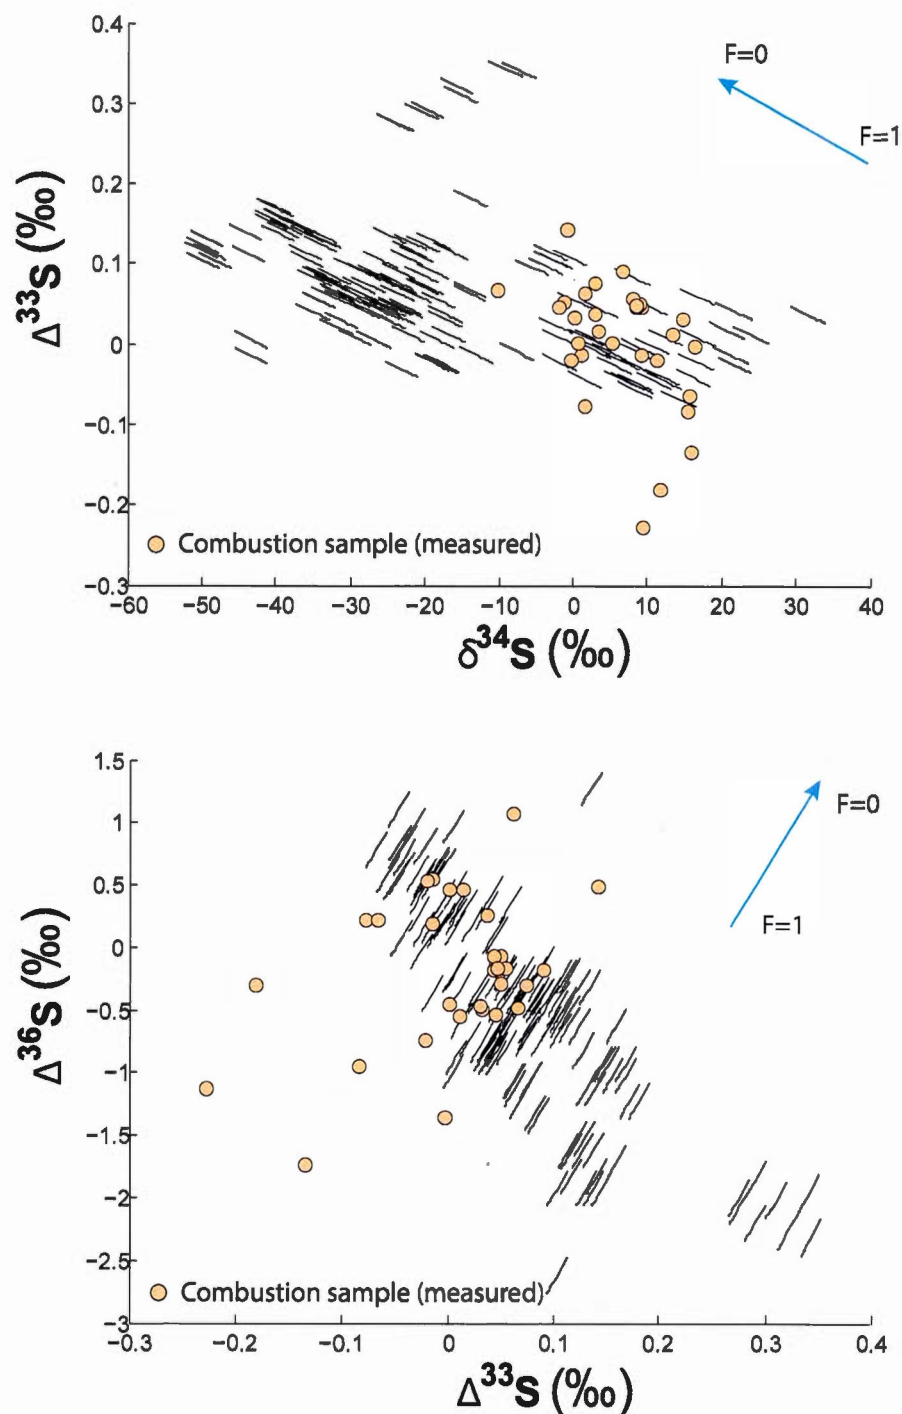 0.4
F=0
0.3
F=1
0.2
0.1
0
−0.1
−0.2
−0.3
Δ33S (‰)
Combustion sample (measured)
−60 −50 −40 −30 −20 −10 0 10 20 30 40
δ34S (‰)
1.5
1
F=0
0.5
F=1
0
−0.5
−1
−1.5
−2
−2.5
−3
Δ36S (‰)
Combustion sample (measured)
−0.3 −0.2 −0.1 0 0.1 0.2 0.3 0.4
Δ33S (‰)